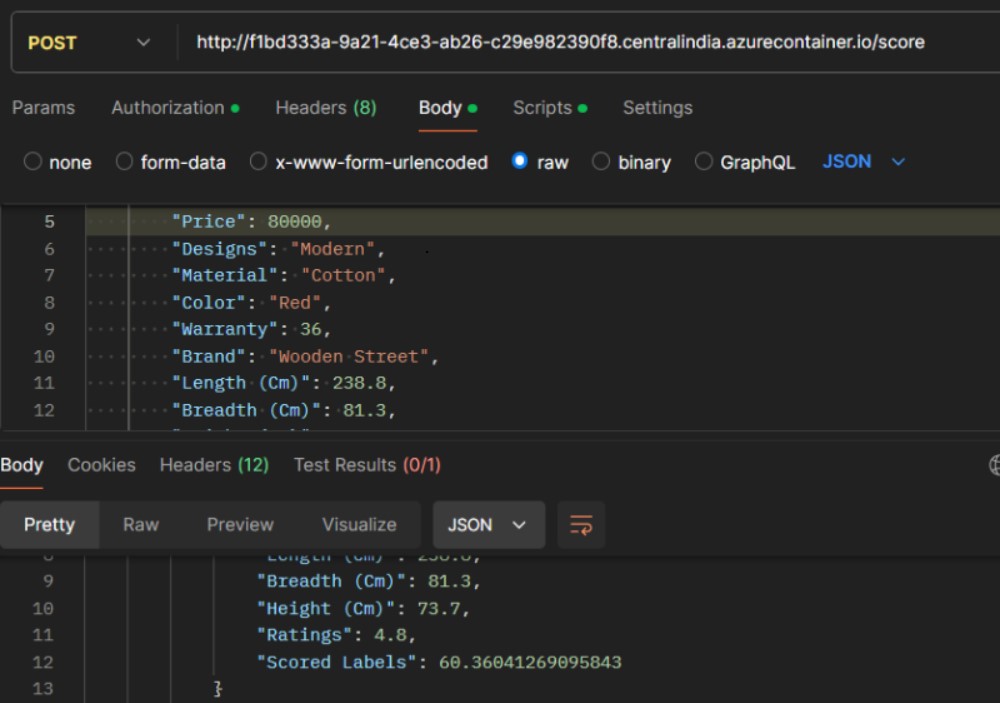 POST http://f1bd333a-9a21-4ce3-ab26-c29e982390f8.centralindia.azurecontainer.io/score
Params Authorization Headers (8) Body Scripts Settings
none form-data x-www-form-urlencoded raw binary GraphQL JSON
5 "Price": 80000,
6 "Designs": "Modern",
7 "Material": "Cotton",
8 "Color": "Red",
9 "Warranty": 36,
10 "Brand": "Wooden Street",
11 "Length (Cm)": 238.8,
12 "Breadth (Cm)": 81.3,
Body Cookies Headers (12) Test Results (0/1)
Pretty Raw Preview Visualize JSON
8 "Length (Cm)": 238.8,
9 "Breadth (Cm)": 81.3,
10 "Height (Cm)": 73.7,
11 "Ratings": 4.8,
12 "Scored Labels": 60.36041269095843
13 }